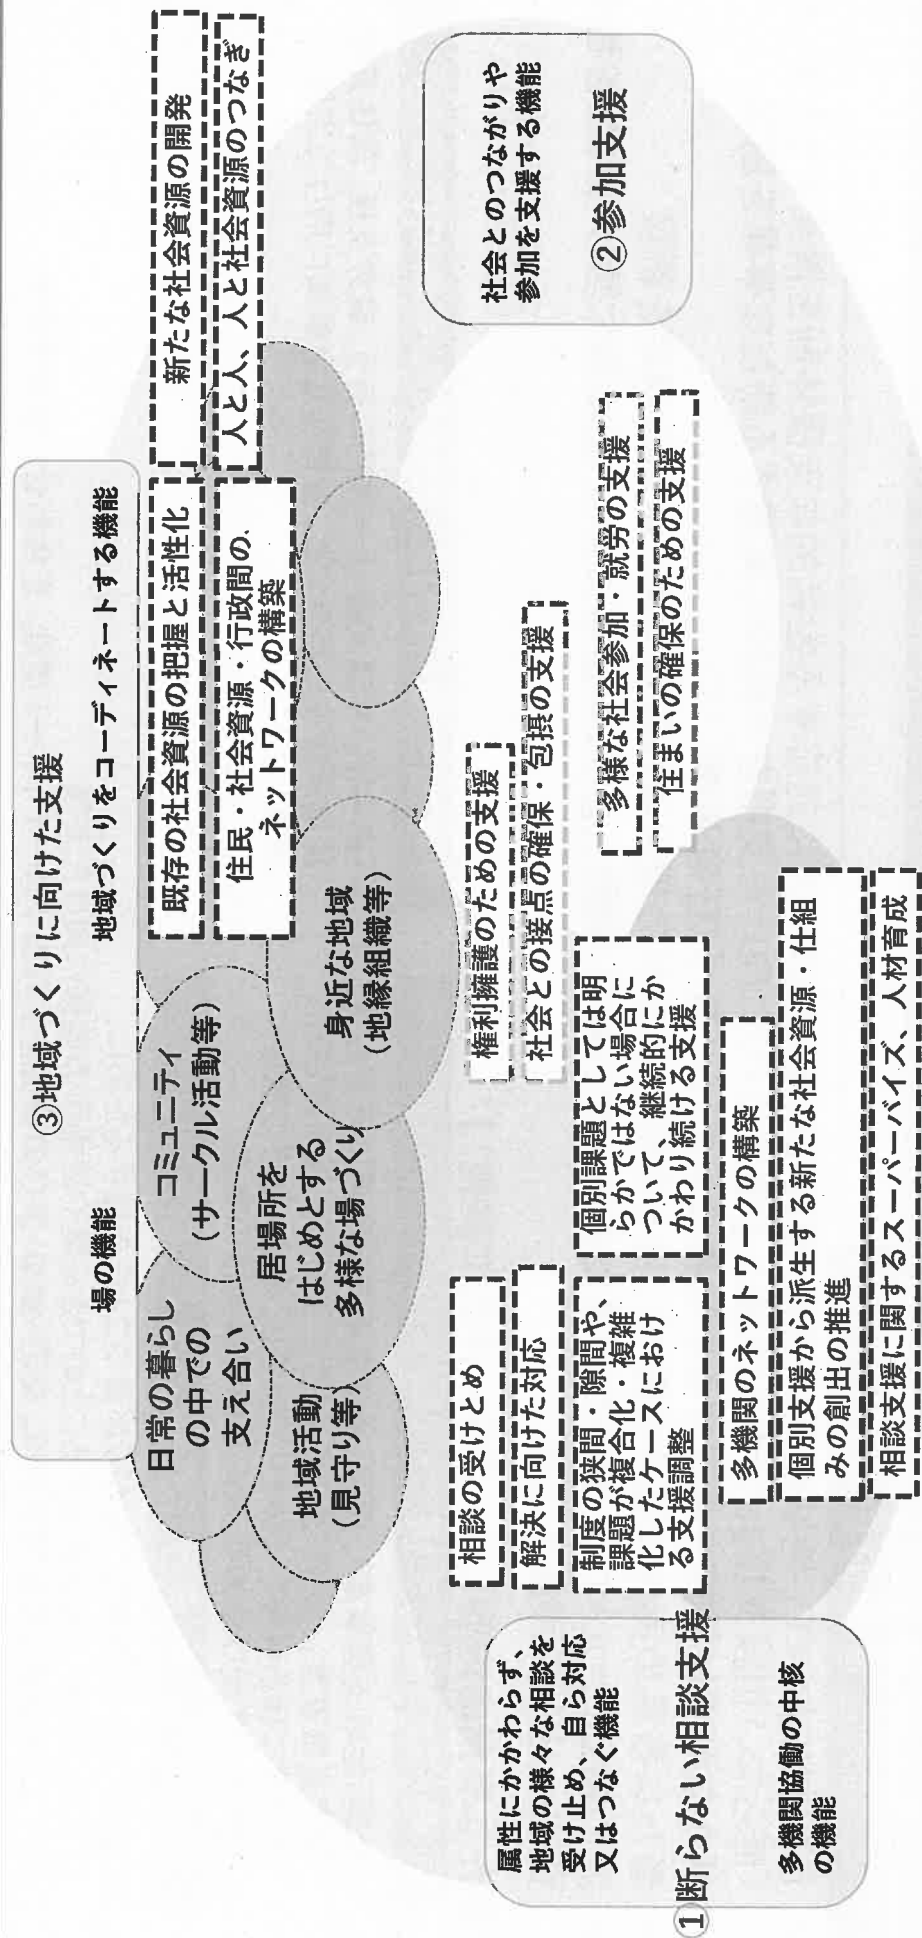 ③地域づくりに向けた支援
場の機能
地域づくりをコーディネートする機能
日常の暮らし
の中での
支え合い
コミュニティ
(サークル活動等)
地域活動
(見守り等)
居場所を
はじめとする
多様な場づくり
身近な地域
(地縁組織等)
既存の社会資源の把握と活性化
住民・社会資源・行政間の
ネットワークの構築
新たな社会資源の開発
人と人、人と社会資源のつなぎ
属性にかかわらず、
地域の様々な相談を
受け止め、自ら対応
又はつなぐ機能
①断らない相談支援
多機関協働の中核
の機能
相談の受けとめ
解決に向けた対応
制度の狭間・隙間や、
課題が複合化・複雑
化したケースにおけ
る支援調整
個別課題としては明
らかではない場合に
ついて、継続的にか
かわり続ける支援
多機関のネットワークの構築
個別支援から派生する新たな社会資源・仕組
みの創出の推進
相談支援に関するスーパーバイズ、人材育成
権利擁護のための支援
社会との接点の確保・包摂の支援
多様な社会参加・就労の支援
住まいの確保のための支援
社会とのつながりや
参加を支援する機能
②参加支援